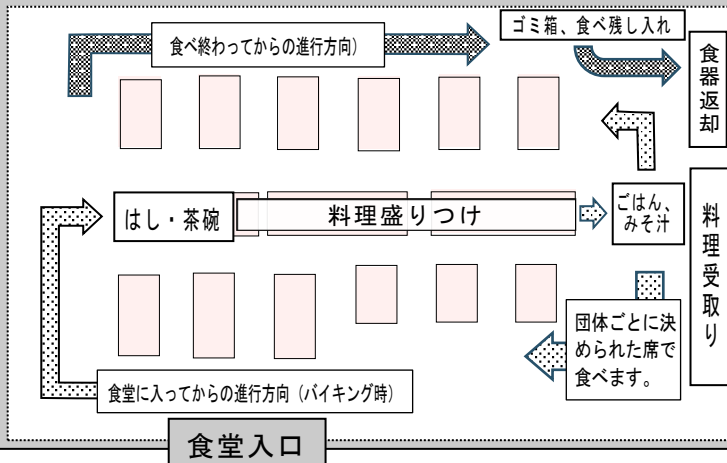 ゴミ箱、食べ残し入れ
食べ終わってからの進行方向）
食器返却
はし・茶碗
料理盛りつけ
ごはん、
みそ汁
料理受取り
団体ごとに決
められた席で
食べます。
食堂に入ってからの進行方向（バイキング時）
食堂入口